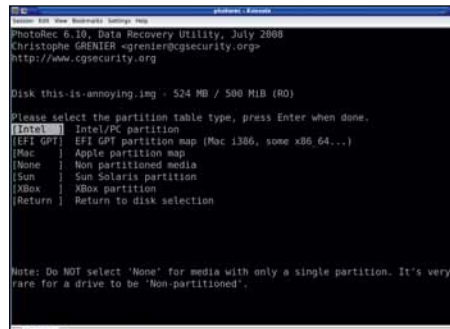 photorec - Konsole
Session Edit View Bookmarks Settings Help
PhotoRec 6.10, Data Recovery Utility, July 2008
Christophe GRENIER <grenier@cgsecurity.org>
http://www.cgsecurity.org
Disk this-is-annoying.img - 524 MB / 500 MiB (RO)
Please select the partition table type, press Enter when done.
[Intel ] Intel/PC partition
[EFI GPT] EFI GPT partition map (Mac i386, some x86_64...)
[Mac ] Apple partition map
[None ] Non partitioned media
[Sun ] Sun Solaris partition
[XBox ] XBox partition
[Return ] Return to disk selection
Note: Do NOT select 'None' for media with only a single partition. It's very
rare for a drive to be 'Non-partitioned'.